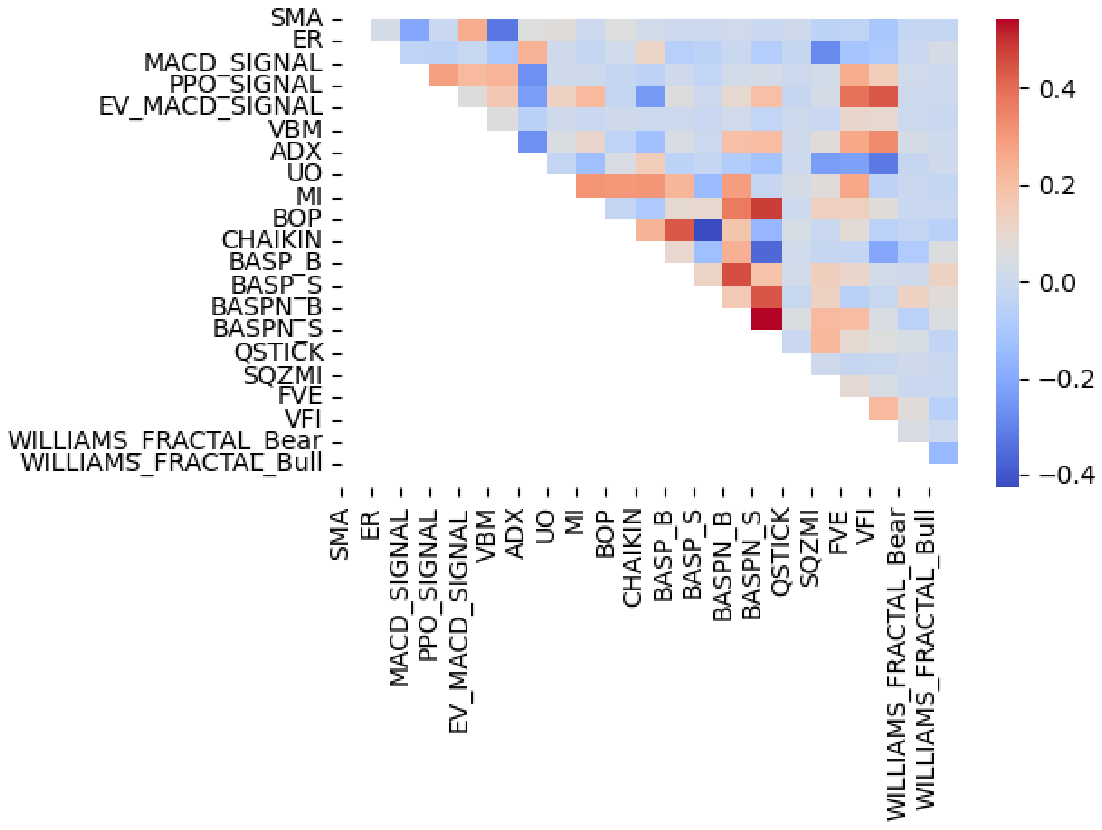 SMA
ER
MACD_SIGNAL
PPO_SIGNAL
EV_MACD_SIGNAL
VBM
ADX
UO
MI
BOP
CHAIKIN
BASP_B
BASP_S
BASPN_B
BASPN_S
QSTICK
SQZMI
FVE
VFI
WILLIAMS_FRACTAL_Bear
WILLIAMS_FRACTAL_Bull
SMA
ER
MACD_SIGNAL
PPO_SIGNAL
EV_MACD_SIGNAL
VBM
ADX
UO
MI
BOP
CHAIKIN
BASP_B
BASP_S
BASPN_B
BASPN_S
QSTICK
SQZMI
FVE
VFI
WILLIAMS_FRACTAL_Bear
WILLIAMS_FRACTAL_Bull
0.4
0.2
0.0
−0.2
−0.4